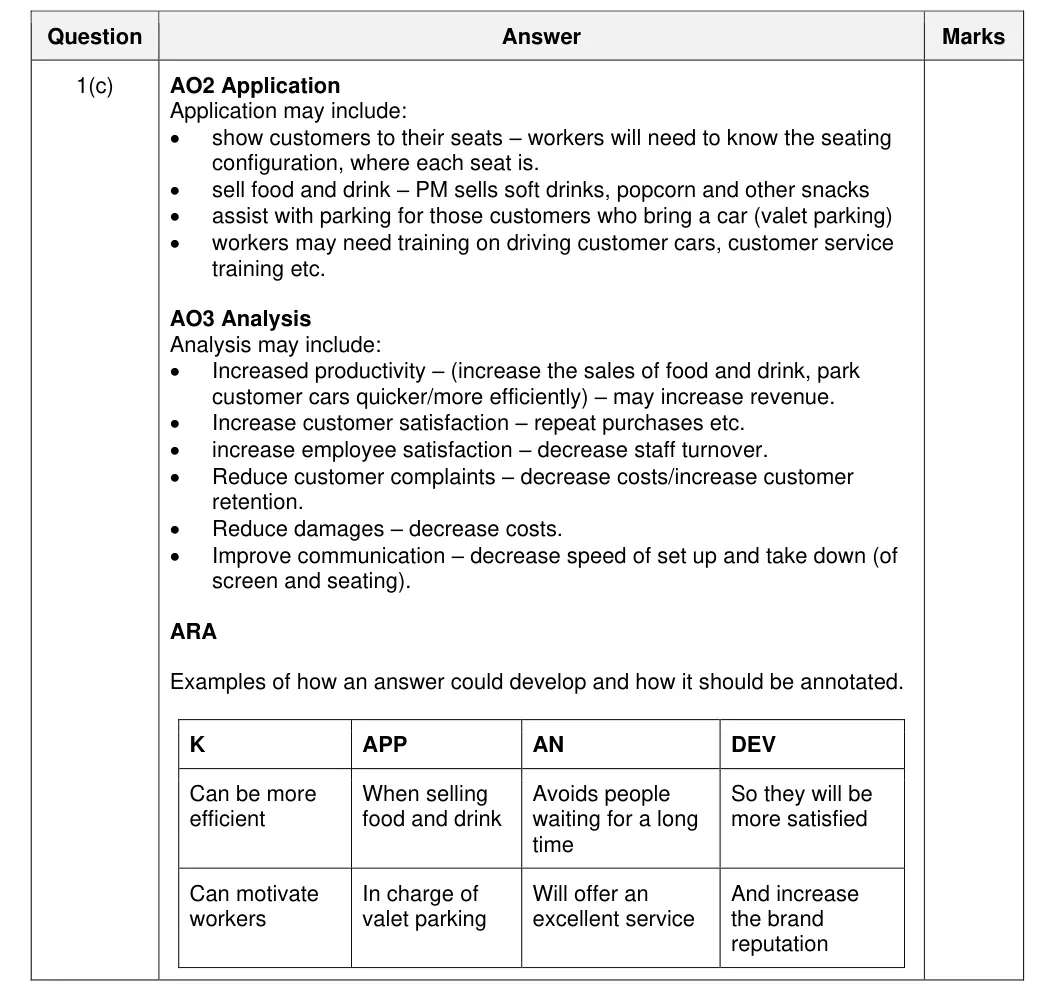 Question Answer Marks
1(c) AO2 Application
Application may include:
• show customers to their seats – workers will need to know the seating
configuration, where each seat is.
• sell food and drink – PM sells soft drinks, popcorn and other snacks
• assist with parking for those customers who bring a car (valet parking)
• workers may need training on driving customer cars, customer service
training etc.
AO3 Analysis
Analysis may include:
• Increased productivity – (increase the sales of food and drink, park
customer cars quicker/more efficiently) – may increase revenue.
• Increase customer satisfaction – repeat purchases etc.
• increase employee satisfaction – decrease staff turnover.
• Reduce customer complaints – decrease costs/increase customer
retention.
• Reduce damages – decrease costs.
• Improve communication – decrease speed of set up and take down (of
screen and seating).
ARA
Examples of how an answer could develop and how it should be annotated.
K APP AN DEV
Can be more When selling Avoids people So they will be
efficient food and drink waiting for a long more satisfied
time
Can motivate In charge of Will offer an And increase
workers valet parking excellent service the brand
reputation